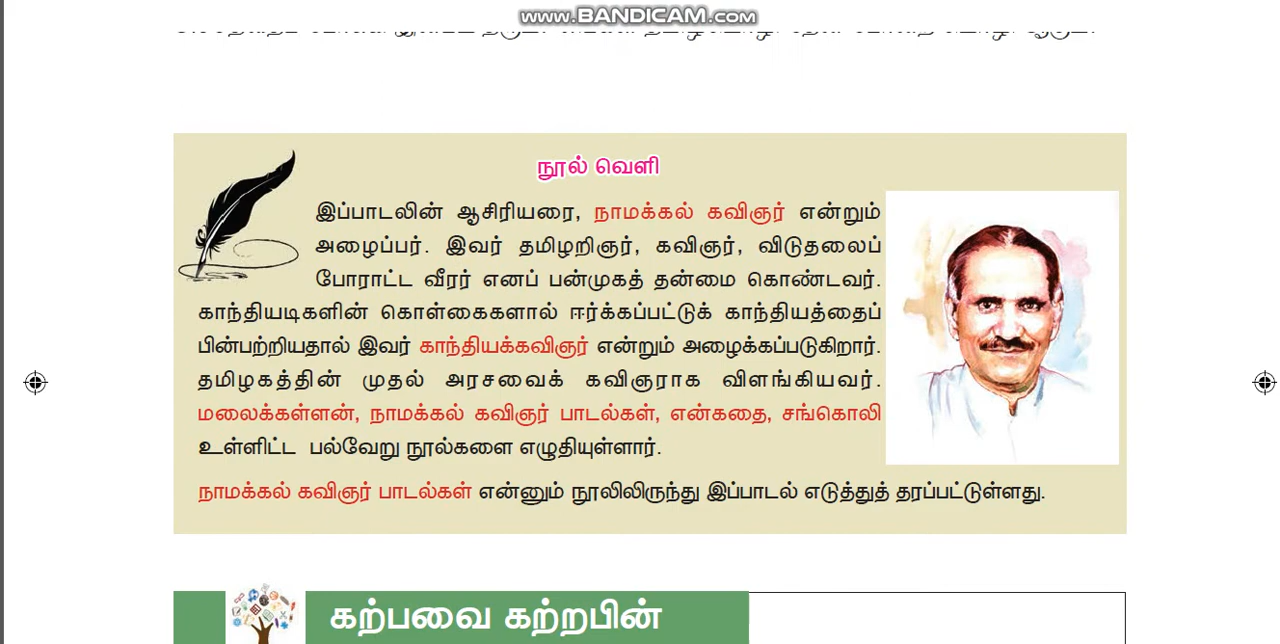 www.BANDICAM.com
நூல் வெளி
இப்பாடலின் ஆசிரியரை, நாமக்கல் கவிஞர் என்றும்
அழைப்பர். இவர் தமிழறிஞர், கவிஞர், விடுதலைப்
போராட்ட வீரர் எனப் பன்முகத் தன்மை கொண்டவர்.
காந்தியடிகளின் கொள்கைகளால் ஈர்க்கப்பட்டுக் காந்தியத்தைப்
பின்பற்றியதால் இவர் காந்தியக்கவிஞர் என்றும் அழைக்கப்படுகிறார்.
தமிழகத்தின் முதல் அரசவைக் கவிஞராக விளங்கியவர்.
மலைக்கள்ளன், நாமக்கல் கவிஞர் பாடல்கள், என்கதை, சங்கொலி
உள்ளிட்ட பல்வேறு நூல்களை எழுதியுள்ளார்.
நாமக்கல் கவிஞர் பாடல்கள் என்னும் நூலிலிருந்து இப்பாடல் எடுத்துத் தரப்பட்டுள்ளது.
கற்பவை கற்றபின்